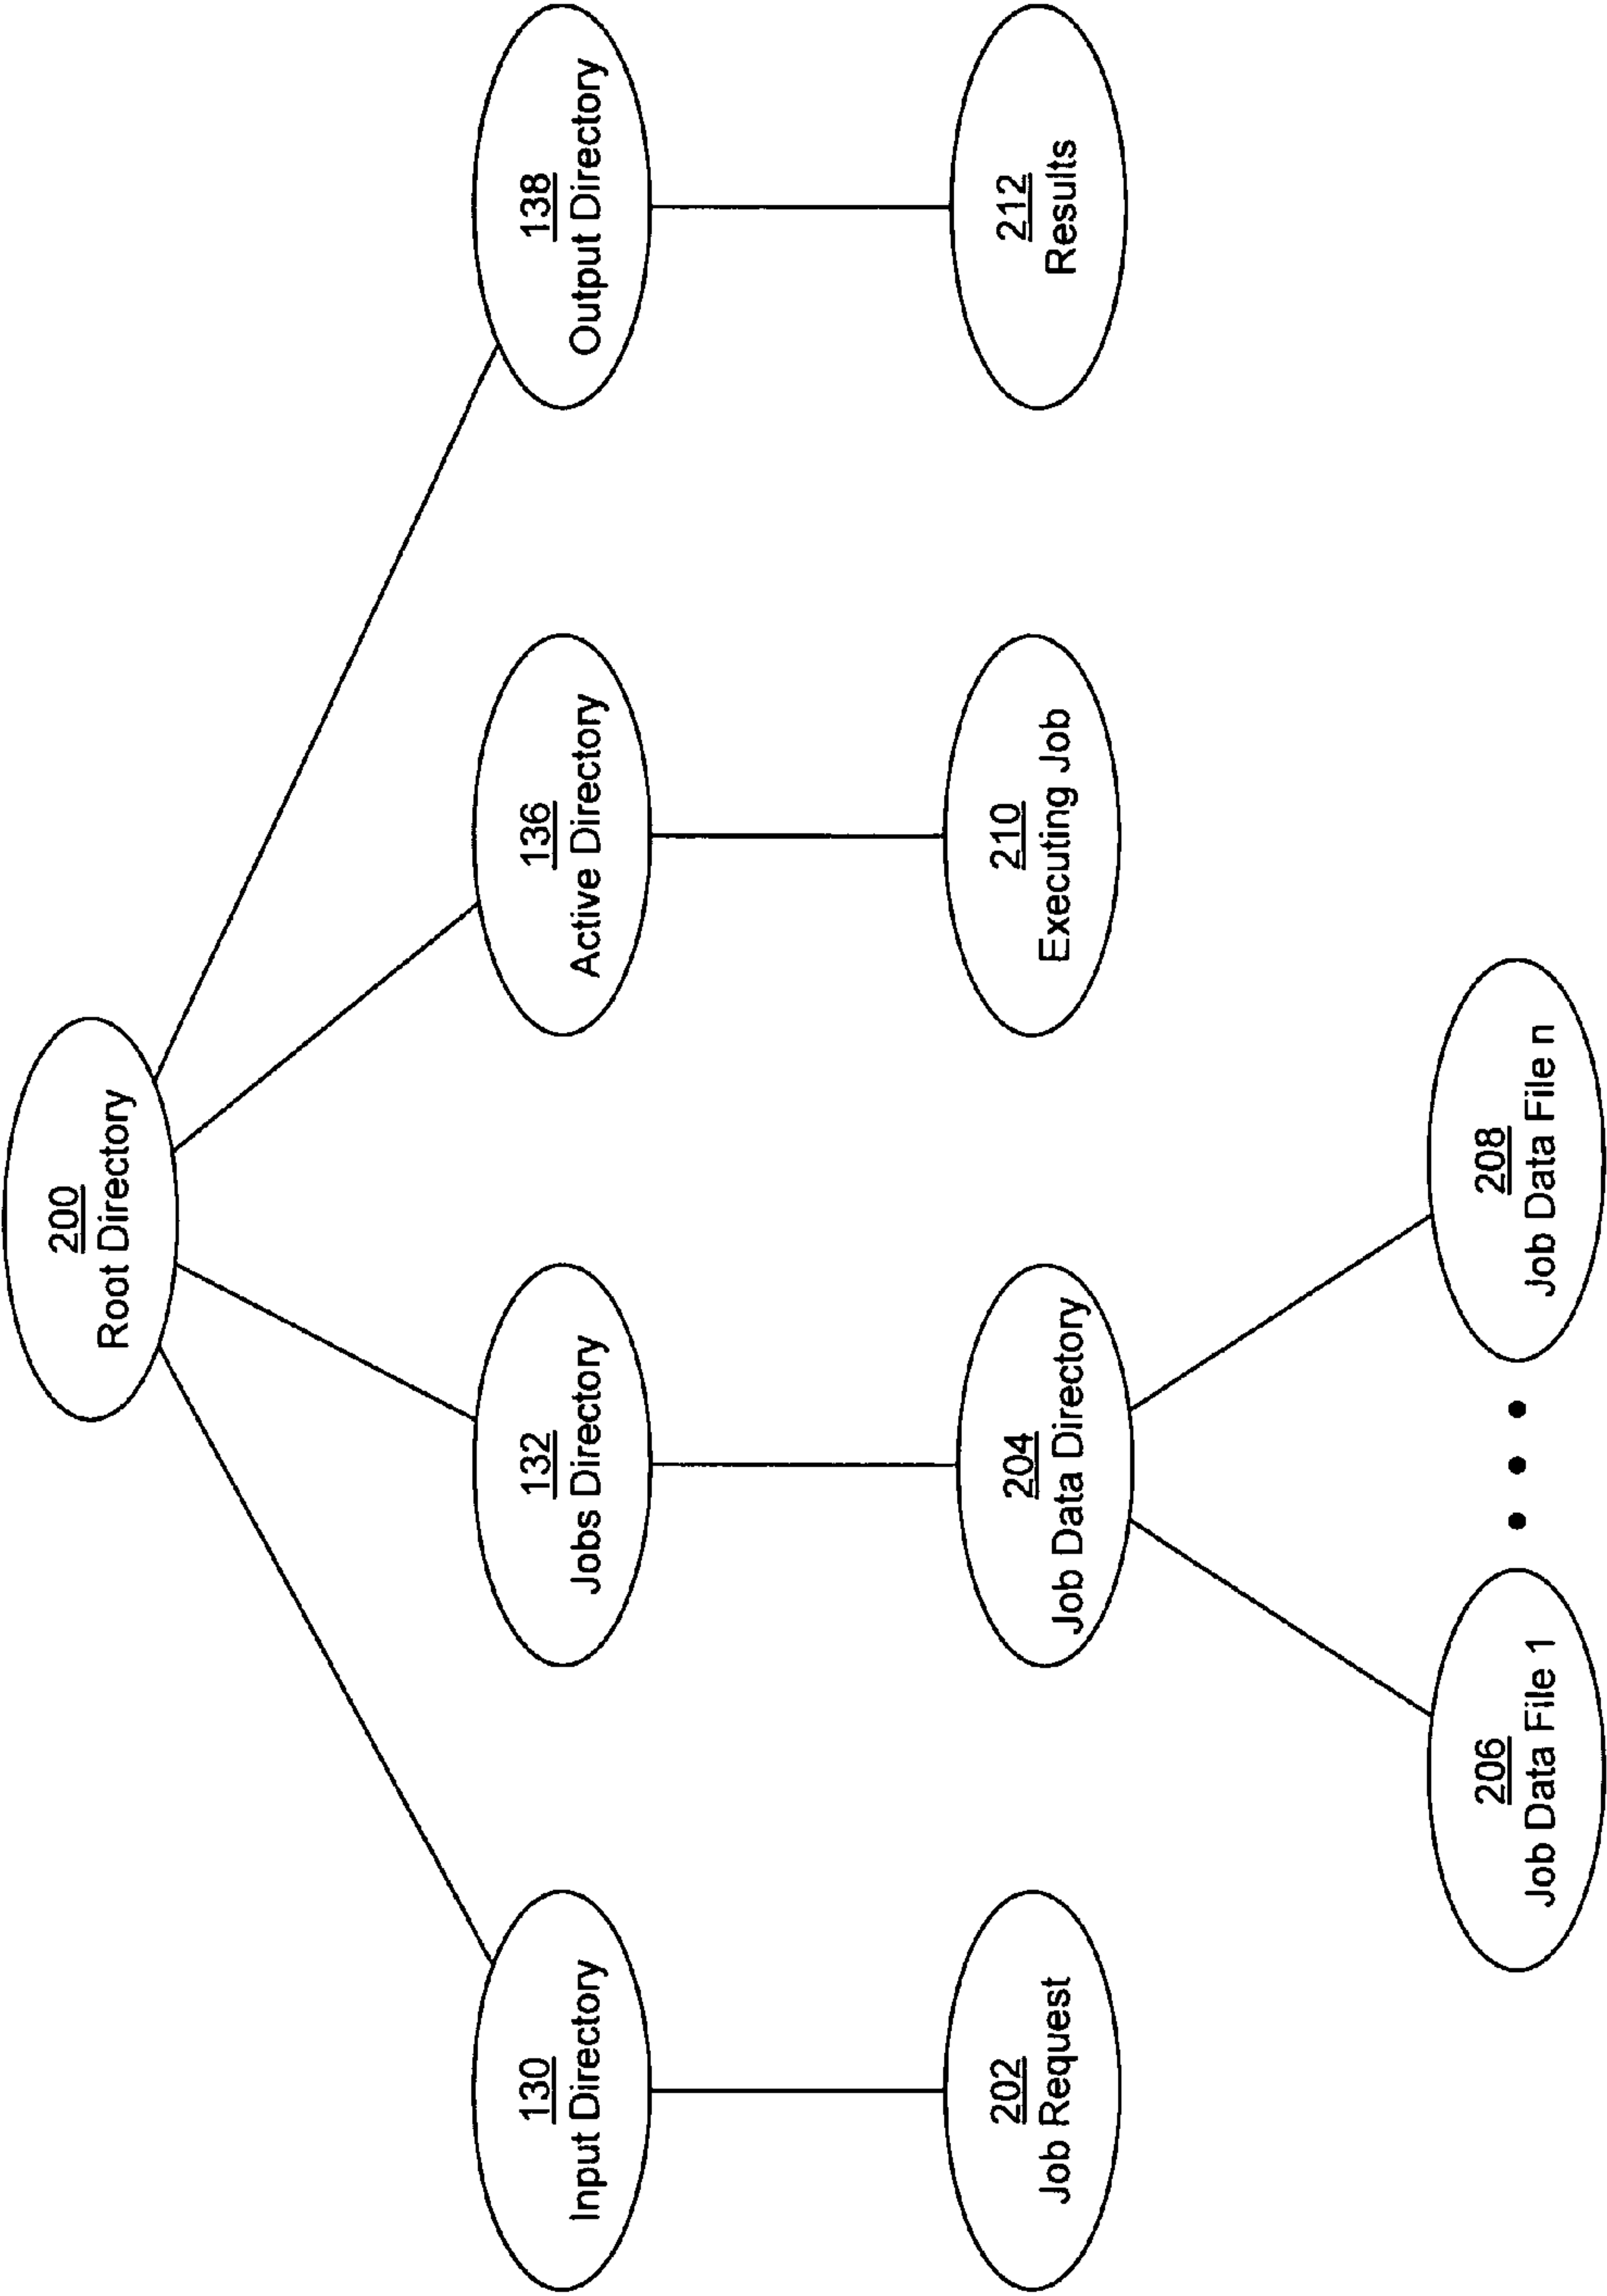 200
Root Directory
130
Input Directory
132
Jobs Directory
136
Active Directory
138
Output Directory
202
Job Request
204
Job Data Directory
210
Executing Job
212
Results
206
Job Data File 1
208
Job Data File n